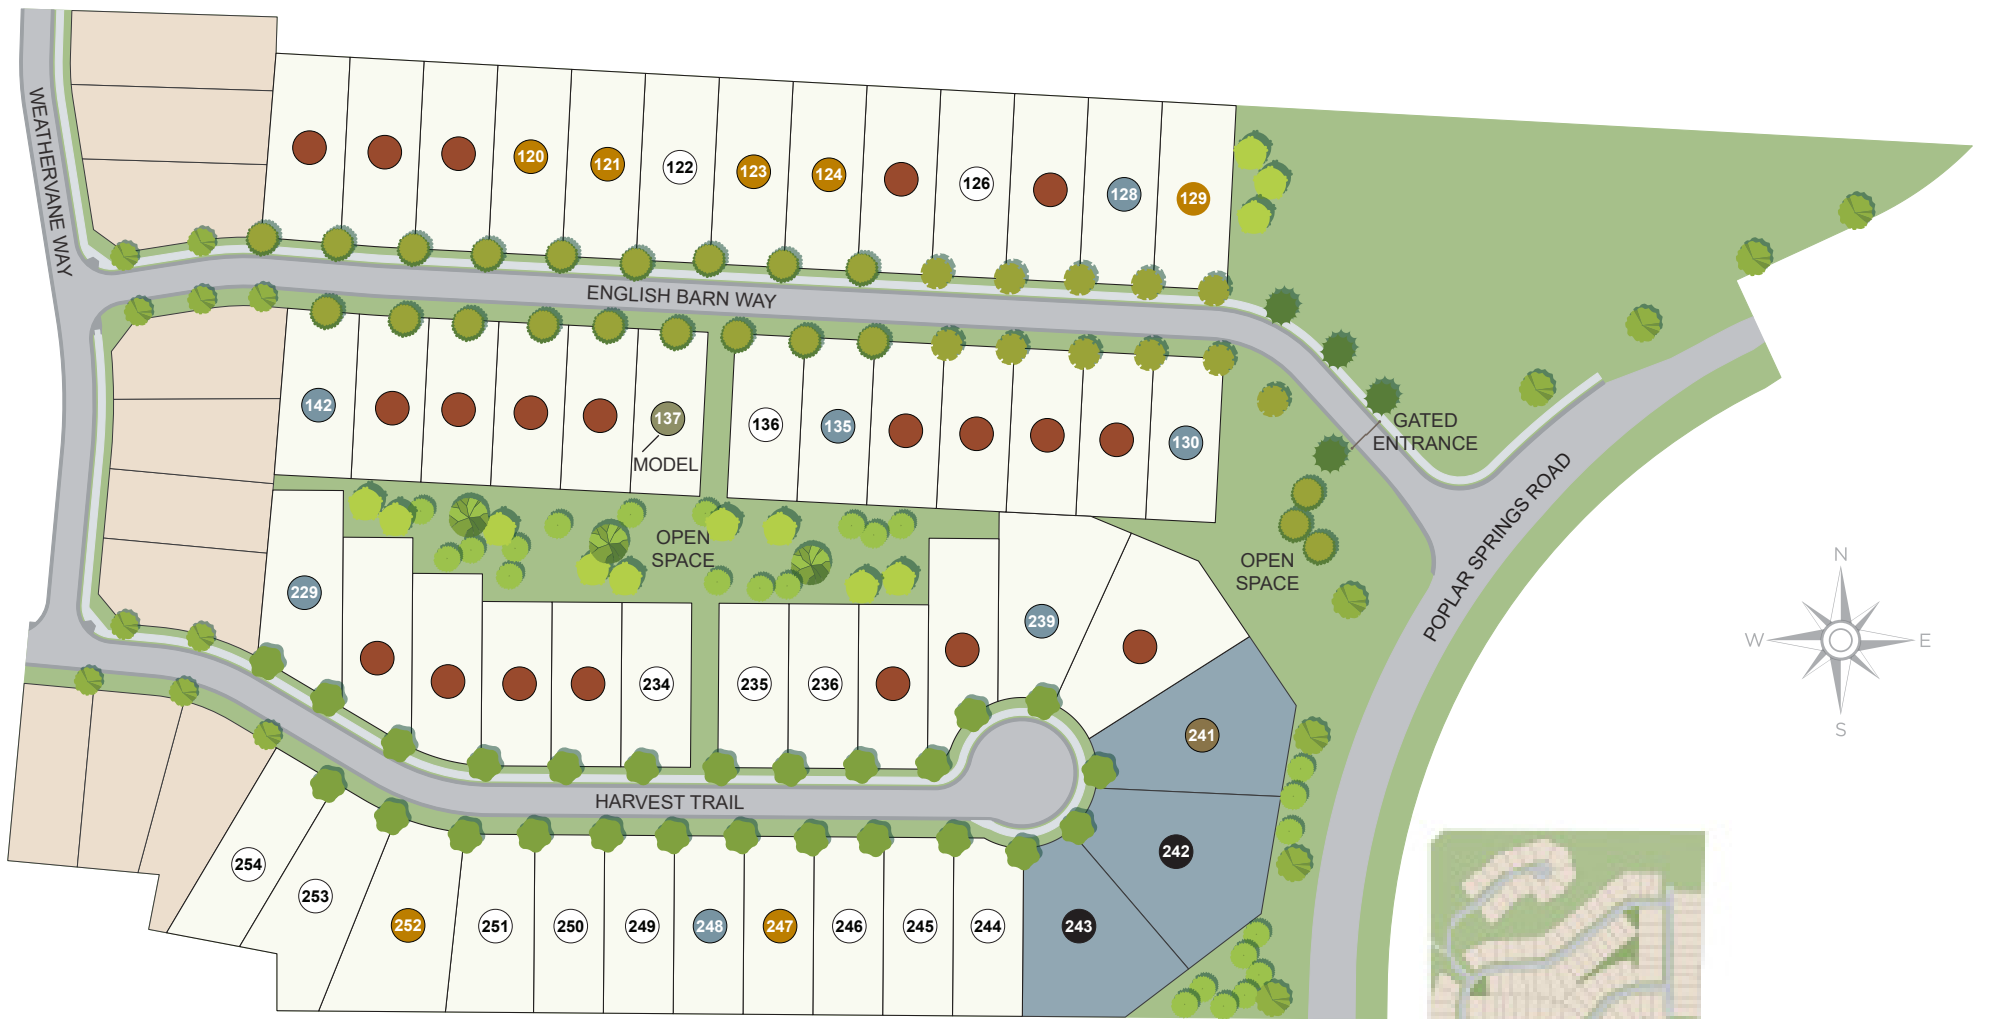 WEATHERVANE WAY
120
121
122
123
124
126
128
129
ENGLISH BARN WAY
142
137
MODEL
136
135
130
GATED
ENTRANCE
POPLAR SPRINGS ROAD
OPEN
SPACE
OPEN
SPACE
N
W
E
S
229
239
234
235
236
241
HARVEST TRAIL
242
254
253
252
251
250
249
248
247
246
245
244
243